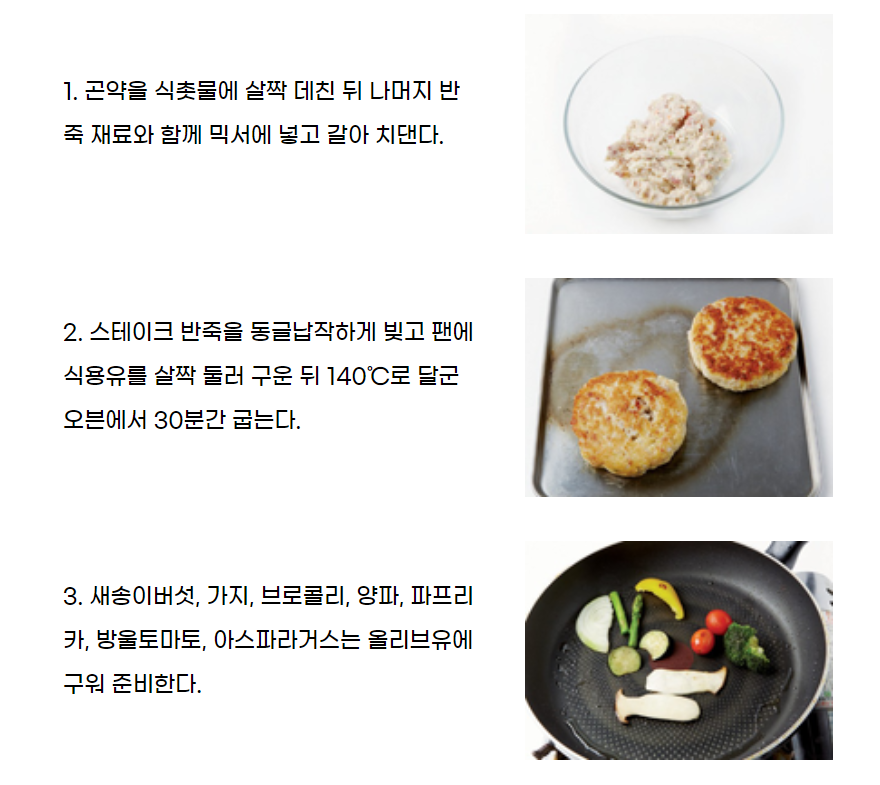 1. 곤약을 식촛물에 살짝 데친 뒤 나머지 반
죽 재료와 함께 믹서에 넣고 갈아 치댄다.
2. 스테이크 반죽을 동글납작하게 빚고 팬에
식용유를 살짝 둘러 구운 뒤 140℃로 달군
오븐에서 30분간 굽는다.
3. 새송이버섯, 가지, 브로콜리, 양파, 파프리
카, 방울토마토, 아스파라거스는 올리브유에
구워 준비한다.